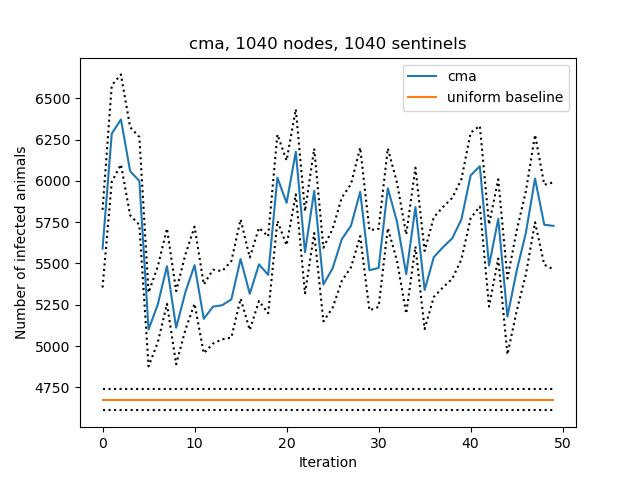 cma, 1040 nodes, 1040 sentinels
cma
uniform baseline
Number of infected animals
6500
6250
6000
5750
5500
5250
5000
4750
0 10 20 30 40 50
Iteration